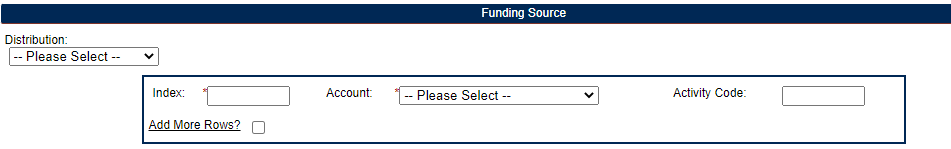 Funding Source
Distribution:
-- Please Select --
Index: * Account: * -- Please Select -- Activity Code:
Add More Rows?